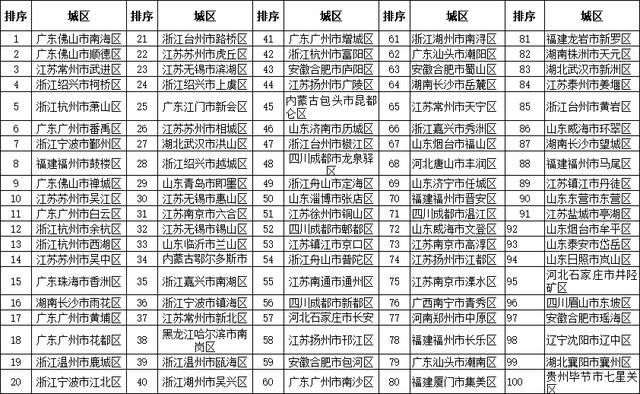 排序 城区 排序 城区 排序 城区 排序 城区 排序 城区
1 广东佛山市南海区 21 浙江台州市路桥区 41 广东广州市增城区 61 浙江湖州市南浔区 81 福建龙岩市新罗区
2 广东佛山市顺德区 22 江苏苏州市虎丘区 42 浙江杭州市富阳区 62 广东汕头市潮阳区 82 湖南株洲市天元区
3 江苏常州市武进区 23 江苏无锡市滨湖区 43 安徽合肥市庐阳区 63 安徽合肥市蜀山区 83 湖北武汉市新洲区
4 浙江绍兴市柯桥区 24 浙江绍兴市上虞区 44 江苏扬州市广陵区 64 湖南长沙市岳麓区 84 江苏泰州市姜堰区
5 浙江杭州市萧山区 25 广东江门市新会区 45 内蒙古包头市昆都仑区 65 江苏常州市天宁区 85 浙江台州市黄岩区
6 广东广州市番禺区 26 江苏苏州市相城区 46 山东济南市历城区 66 浙江嘉兴市秀洲区 86 山东威海市环翠区
7 浙江宁波市鄞州区 27 湖北武汉市洪山区 47 浙江台州市椒江区 67 山东烟台市福山区 87 湖南长沙市望城区
8 福建福州市鼓楼区 28 浙江绍兴市越城区 48 四川成都市龙泉驿区 68 河北唐山市丰润区 88 福建福州市马尾区
9 广东佛山市禅城区 29 山东青岛市即墨区 49 浙江舟山市定海区 69 山东济宁市任城区 89 江苏镇江市丹徒区
10 江苏苏州市吴江区 30 江苏无锡市惠山区 50 山东淄博市张店区 70 福建福州市晋安区 90 山东东营市东营区
11 广东广州市白云区 31 江苏南京市六合区 51 江苏徐州市铜山区 71 四川成都市温江区 91 江苏盐城市亭湖区
12 浙江杭州市余杭区 32 江苏无锡市锡山区 52 四川成都市郫都区 72 山东威海市文登区 92 山东烟台市牟平区
13 浙江杭州市西湖区 33 山东临沂市兰山区 53 江苏镇江市京口区 73 江苏南京市高淳区 93 山东泰安市岱岳区
14 江苏苏州市吴中区 34 内蒙古鄂尔多斯市 54 浙江舟山市普陀区 74 江苏扬州市江都区 94 山东日照市岚山区
15 广东珠海市香洲区 35 浙江嘉兴市南湖区 55 江苏南通市通州区 75 江苏南京市溧水区 95 河北石家庄市井陉矿区
16 湖南长沙市雨花区 36 浙江宁波市镇海区 56 四川成都市新都区 76 广西南宁市青秀区 96 四川眉山市东坡区
17 广东广州市黄埔区 37 江苏常州市新北区 57 河北石家庄市长安 77 河南郑州市中原区 97 安徽合肥市瑶海区
18 广东广州市花都区 38 黑龙江哈尔滨市南岗区 58 江苏扬州市邗江区 78 福建福州市长乐区 98 辽宁沈阳市辽中区
19 浙江温州市鹿城区 39 浙江温州市瓯海区 59 安徽合肥市包河区 79 广东汕头市潮南区 99 湖北襄阳市襄州区
20 浙江宁波市江北区 40 浙江湖州市吴兴区 60 广东广州市南沙区 80 福建厦门市集美区 100 贵州毕节市七星关区